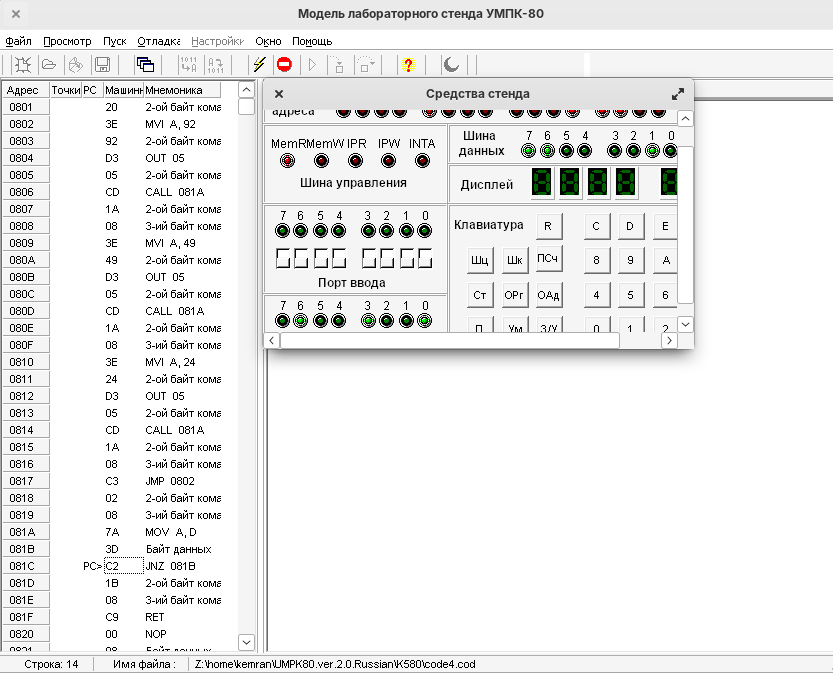 Модель лабораторного стенда УМПК-80
Файл Просмотр Пуск Отладка Настройки Окно Помощь
Адрес Точки PC Машинн Мнемоника
0801 20 2-ой байт кома
0802 3E MVI A, 92
0803 92 2-ой байт кома
0804 D3 OUT 05
0805 05 2-ой байт кома
0806 CD CALL 081A
0807 1A 2-ой байт кома
0808 08 3-ий байт кома
0809 3E MVI A, 49
080A 49 2-ой байт кома
080B D3 OUT 05
080C 05 2-ой байт кома
080D CD CALL 081A
080E 1A 2-ой байт кома
080F 08 3-ий байт кома
0810 3E MVI A, 24
0811 24 2-ой байт кома
0812 D3 OUT 05
0813 05 2-ой байт кома
0814 CD CALL 081A
0815 1A 2-ой байт кома
0816 08 3-ий байт кома
0817 C3 JMP 0802
0818 02 2-ой байт кома
0819 08 3-ий байт кома
081A 7A MOV A, D
081B 3D Байт данных
081C PC> C2 JNZ 081B
081D 1B 2-ой байт кома
081E 08 3-ий байт кома
081F C9 RET
0820 00 NOP
0821 08 Байт данных
Средства стенда
адреса
MemR MemW IPR IPW INTA
Шина управления
Шина данных
7 6 5 4 3 2 1 0
Дисплей
7 6 5 4 3 2 1 0
Порт ввода
7 6 5 4 3 2 1 0
Клавиатура R C D E
Шц Шк ПСч 8 9 A
Ст ОРг ОАд 4 5 6
П Ум З/У 0 1 2
Строка: 14 Имя файла : Z:\home\kemran\UMPK80.ver.2.0.Russian\K580\code4.cod